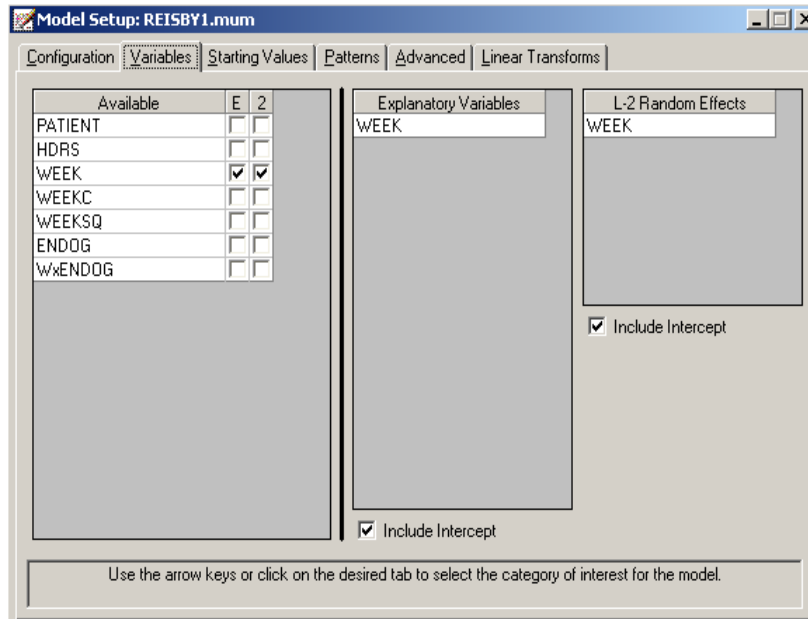 Model Setup: REISBY1.mum
Configuration Variables Starting Values Patterns Advanced Linear Transforms
Available E 2
PATIENT
HDRS
WEEK
WEEKC
WEEKSQ
ENDOG
WxENDOG
Explanatory Variables
WEEK
Include Intercept
L-2 Random Effects
WEEK
Include Intercept
Use the arrow keys or click on the desired tab to select the category of interest for the model.